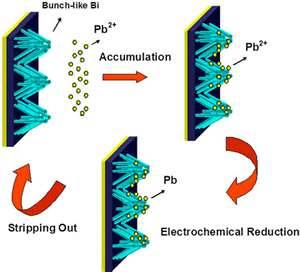 Bunch-like Bi
Pb2+
Accumulation
Pb2+
Pb
Stripping Out
Electrochemical Reduction